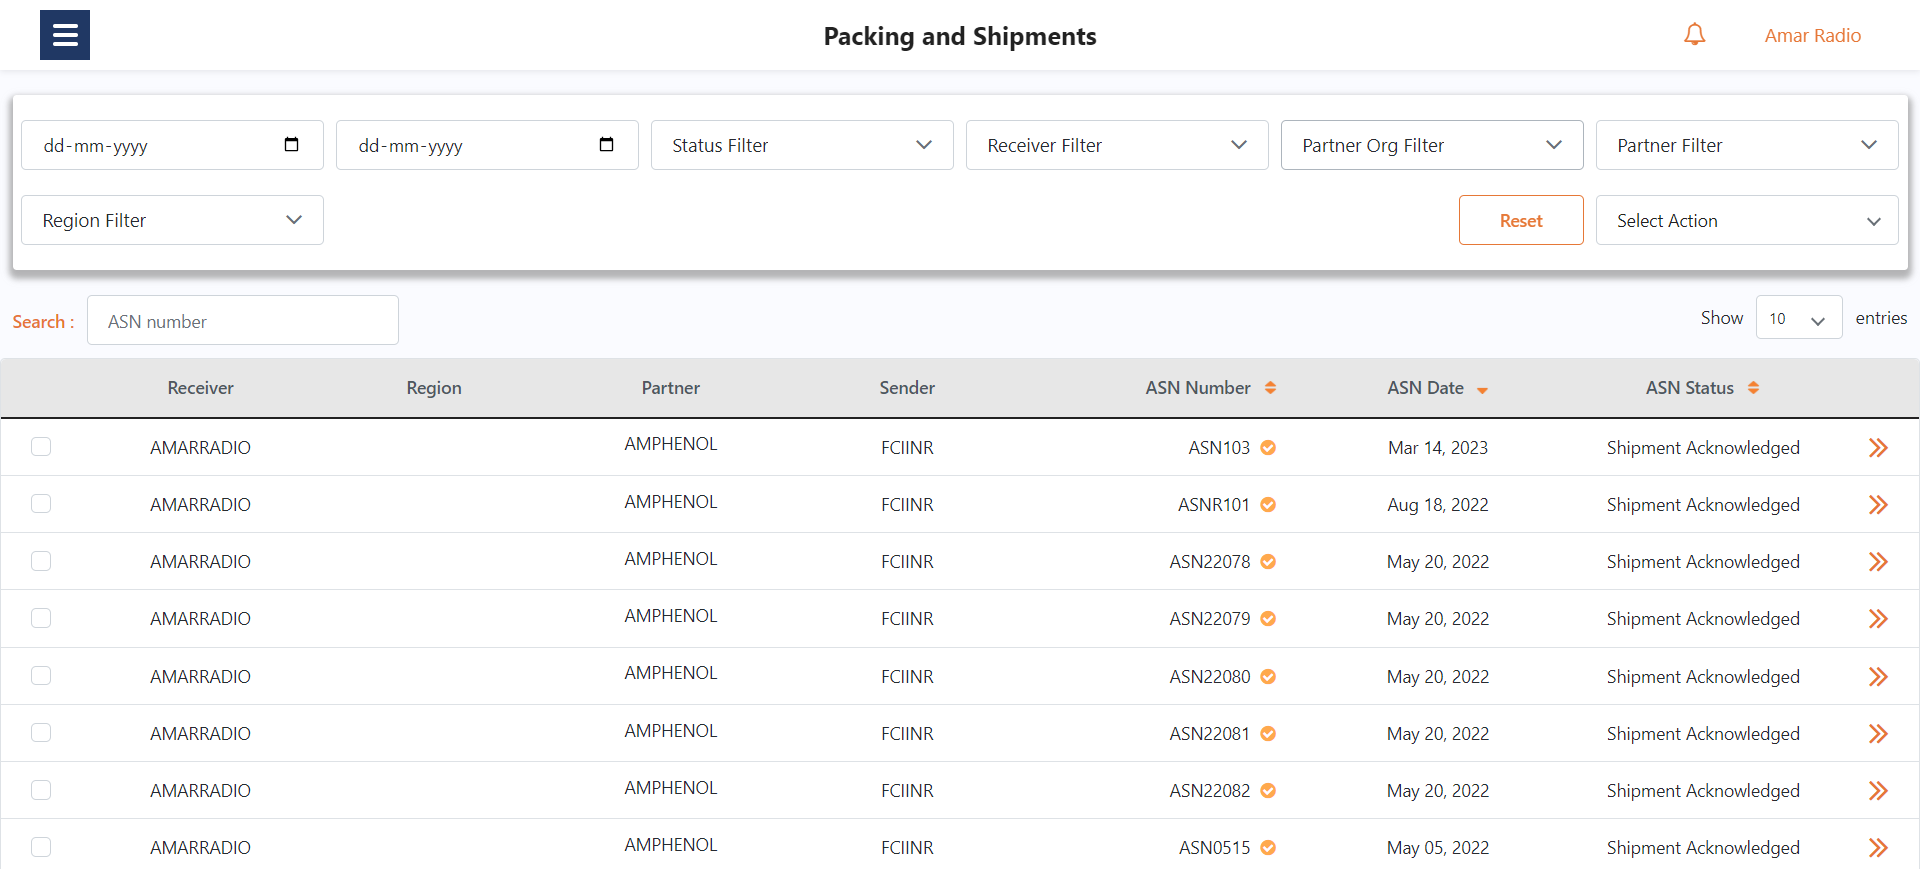 Packing and Shipments
Amar Radio
dd-mm-yyyy
dd-mm-yyyy
Status Filter
Receiver Filter
Partner Org Filter
Partner Filter
Region Filter
Reset
Select Action
Search :
ASN number
Show 10 entries
Receiver Region Partner Sender ASN Number ASN Date ASN Status
AMARRADIO AMPHENOL FCIINR ASN103 Mar 14, 2023 Shipment Acknowledged
AMARRADIO AMPHENOL FCIINR ASNR101 Aug 18, 2022 Shipment Acknowledged
AMARRADIO AMPHENOL FCIINR ASN22078 May 20, 2022 Shipment Acknowledged
AMARRADIO AMPHENOL FCIINR ASN22079 May 20, 2022 Shipment Acknowledged
AMARRADIO AMPHENOL FCIINR ASN22080 May 20, 2022 Shipment Acknowledged
AMARRADIO AMPHENOL FCIINR ASN22081 May 20, 2022 Shipment Acknowledged
AMARRADIO AMPHENOL FCIINR ASN22082 May 20, 2022 Shipment Acknowledged
AMARRADIO AMPHENOL FCIINR ASN0515 May 05, 2022 Shipment Acknowledged